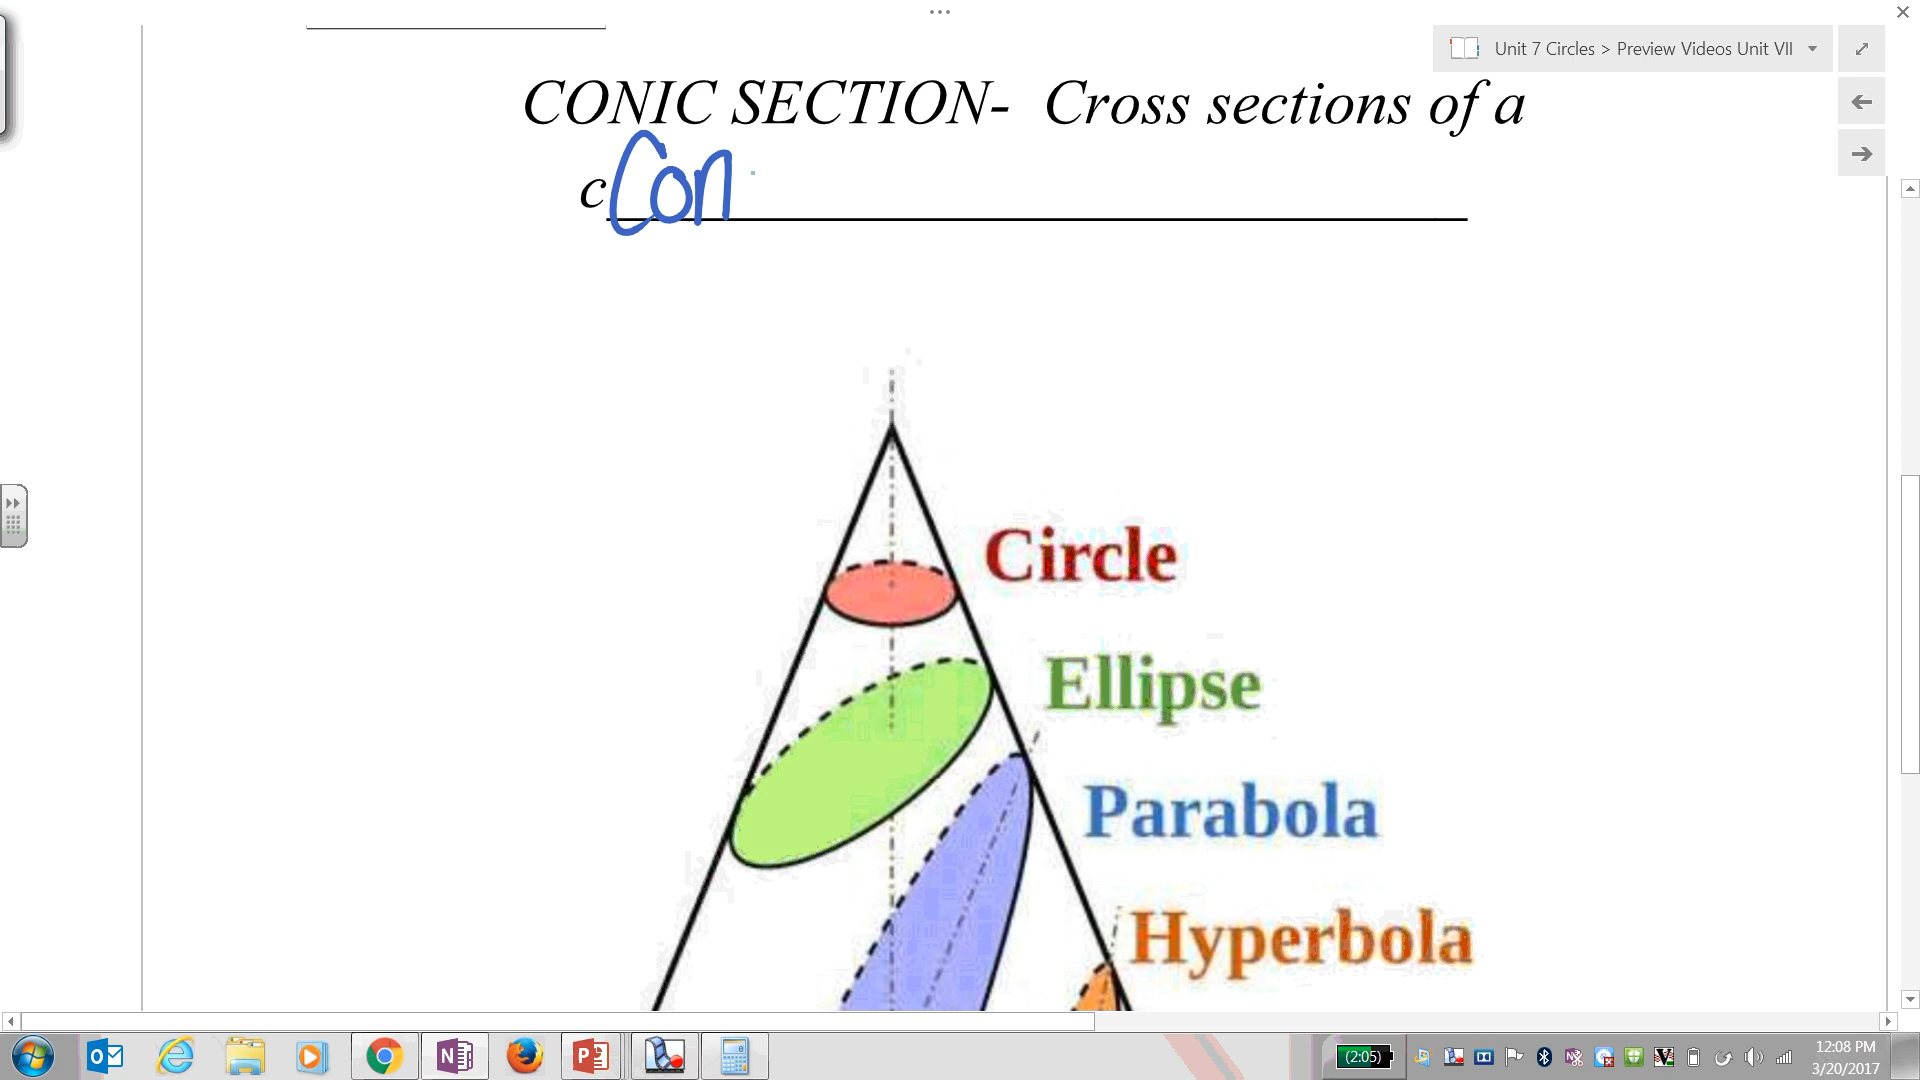 Unit 7 Circles > Preview Videos Unit VII
CONIC SECTION- Cross sections of a
c Con
Circle
Ellipse
Parabola
Hyperbola
(2:05)
12:08 PM
3/20/2017